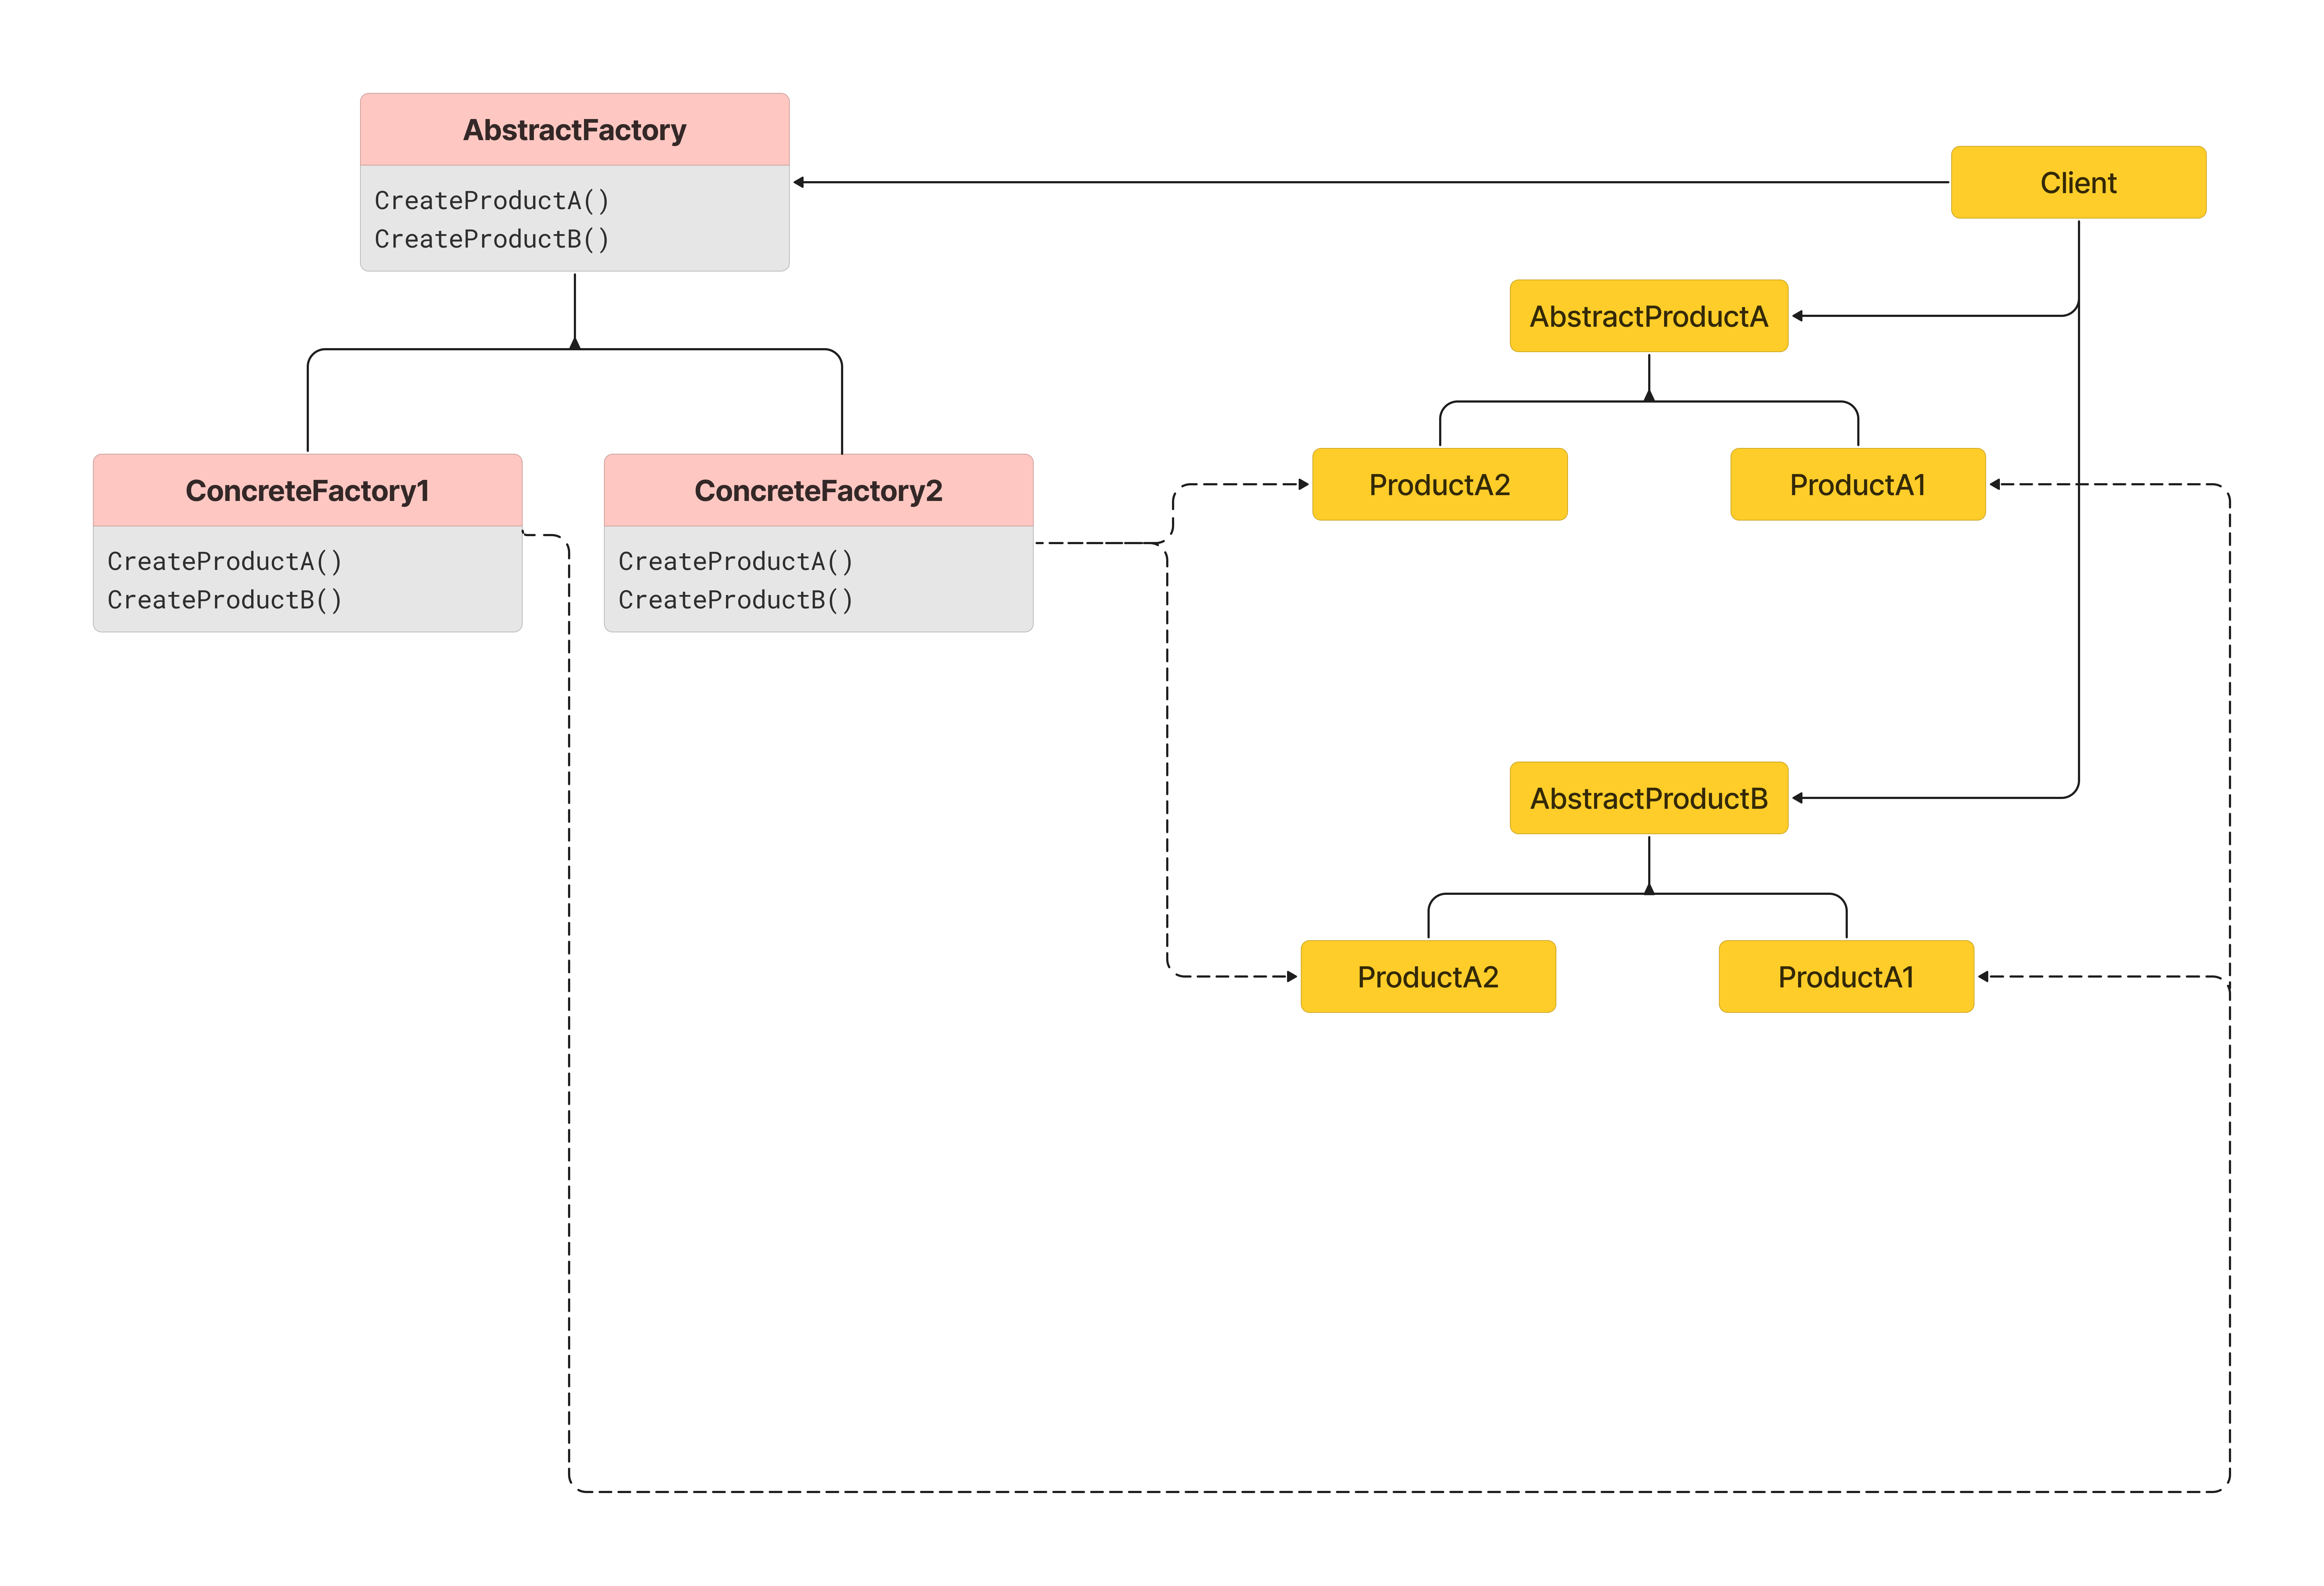 AbstractFactory
CreateProductA()
CreateProductB()
Client
AbstractProductA
ConcreteFactory1
CreateProductA()
CreateProductB()
ConcreteFactory2
CreateProductA()
CreateProductB()
ProductA2
ProductA1
AbstractProductB
ProductA2
ProductA1